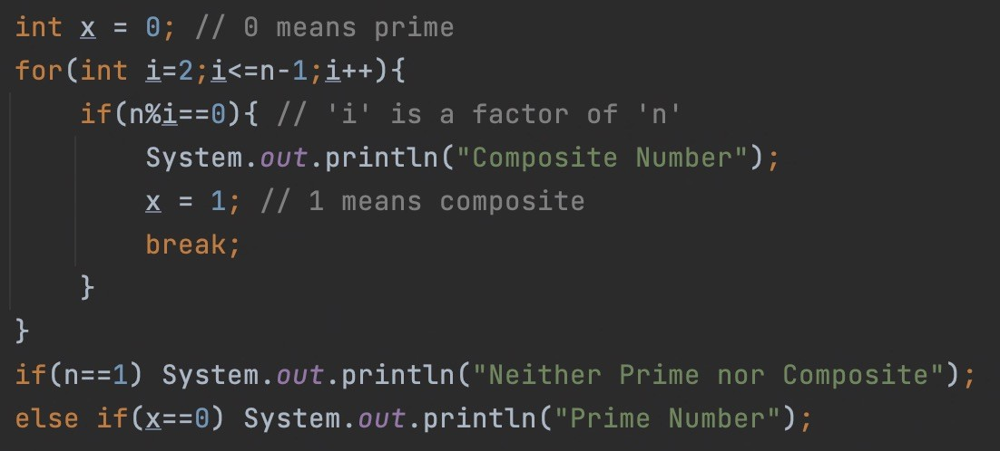 int x = 0; // 0 means prime
for(int i=2;i<=n-1;i++){
    if(n%i==0){ // 'i' is a factor of 'n'
        System.out.println("Composite Number");
        x = 1; // 1 means composite
        break;
    }
}
if(n==1) System.out.println("Neither Prime nor Composite");
else if(x==0) System.out.println("Prime Number");